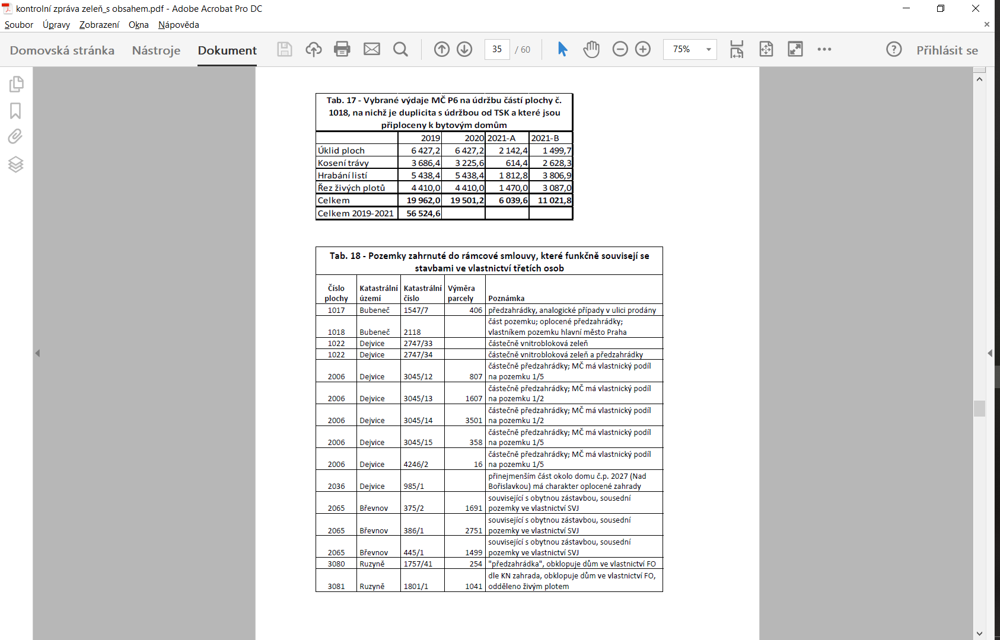 kontrolní zpráva zeleň_s obsahem.pdf - Adobe Acrobat Pro DC
Soubor Úpravy Zobrazení Okna Nápověda
Domovská stránka Nástroje Dokument 35 / 60 75% Přihlásit se
Tab. 17 - Vybrané výdaje MČ P6 na údržbu částí plochy č.
1018, na nichž je duplicita s údržbou od TSK a které jsou
připloceny k bytovým domům
2019 2020 2021-A 2021-B
Úklid ploch 6 427,2 6 427,2 2 142,4 1 499,7
Kosení trávy 3 686,4 3 225,6 614,4 2 628,3
Hrabání listí 5 438,4 5 438,4 1 812,8 3 806,9
Řez živých plotů 4 410,0 4 410,0 1 470,0 3 087,0
Celkem 19 962,0 19 501,2 6 039,6 11 021,8
Celkem 2019-2021 56 524,6
Tab. 18 - Pozemky zahrnuté do rámcové smlouvy, které funkčně souvisejí se
stavbami ve vlastnictví třetích osob
Číslo Katastrální Katastrální Výměra
plochy území číslo parcely Poznámka
1017 Bubeneč 1547/7 406 předzahrádky, analogické případy v ulici prodány
část pozemku; oplocené předzahrádky;
1018 Bubeneč 2118 vlastníkem pozemku hlavní město Praha
1022 Dejvice 2747/33 částečně vnitrobloková zeleň
1022 Dejvice 2747/34 částečně vnitrobloková zeleň a předzahrádky
částečně předzahrádky; MČ má vlastnický podíl
2006 Dejvice 3045/12 807 na pozemku 1/5
částečně předzahrádky; MČ má vlastnický podíl
2006 Dejvice 3045/13 1607 na pozemku 1/2
částečně předzahrádky; MČ má vlastnický podíl
2006 Dejvice 3045/14 3501 na pozemku 1/2
částečně předzahrádky; MČ má vlastnický podíl
2006 Dejvice 3045/15 358 na pozemku 1/5
částečně předzahrádky; MČ má vlastnický podíl
2006 Dejvice 4246/2 16 na pozemku 1/5
přinejmenším část okolo domu č.p. 2027 (Nad
2036 Dejvice 985/1 Bořislavkou) má charakter oplocené zahrady
související s obytnou zástavbou, sousední
2065 Břevnov 375/2 1691 pozemky ve vlastnictví SVJ
související s obytnou zástavbou, sousední
2065 Břevnov 386/1 2751 pozemky ve vlastnictví SVJ
související s obytnou zástavbou, sousední
2065 Břevnov 445/1 1499 pozemky ve vlastnictví SVJ
3080 Ruzyně 1757/41 254 "předzahrádka", obklopuje dům ve vlastnictví FO
dle KN zahrada, obklopuje dům ve vlastnictví FO,
3081 Ruzyně 1801/1 1041 odděleno živým plotem